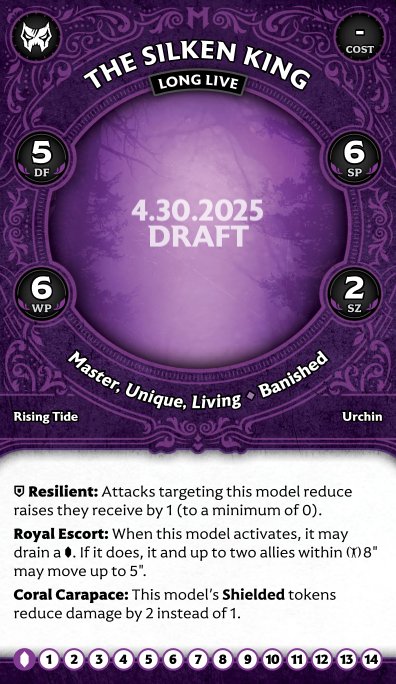 -
COST
THE SILKEN KING
LONG LIVE
5
DF
6
SP
4.30.2025
DRAFT
6
WP
2
SZ
Master, Unique, Living ◆ Banished
Rising Tide
Urchin
Resilient: Attacks targeting this model reduce
raises they receive by 1 (to a minimum of 0).
Royal Escort: When this model activates, it may
drain a . If it does, it and up to two allies within 8"
may move up to 5".
Coral Carapace: This model's Shielded tokens
reduce damage by 2 instead of 1.
1 2 3 4 5 6 7 8 9 10 11 12 13 14